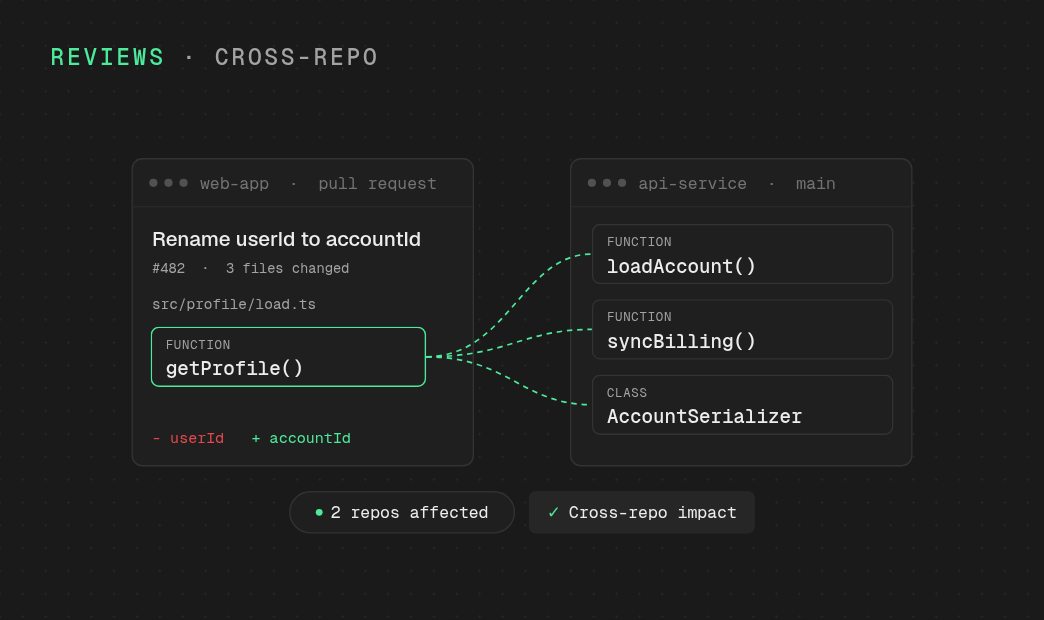 REVIEWS · CROSS-REPO
web-app · pull request
Rename userId to accountId
#482 · 3 files changed
src/profile/load.ts
FUNCTION
getProfile()
- userId + accountId
api-service · main
FUNCTION
loadAccount()
FUNCTION
syncBilling()
CLASS
AccountSerializer
2 repos affected
✓ Cross-repo impact